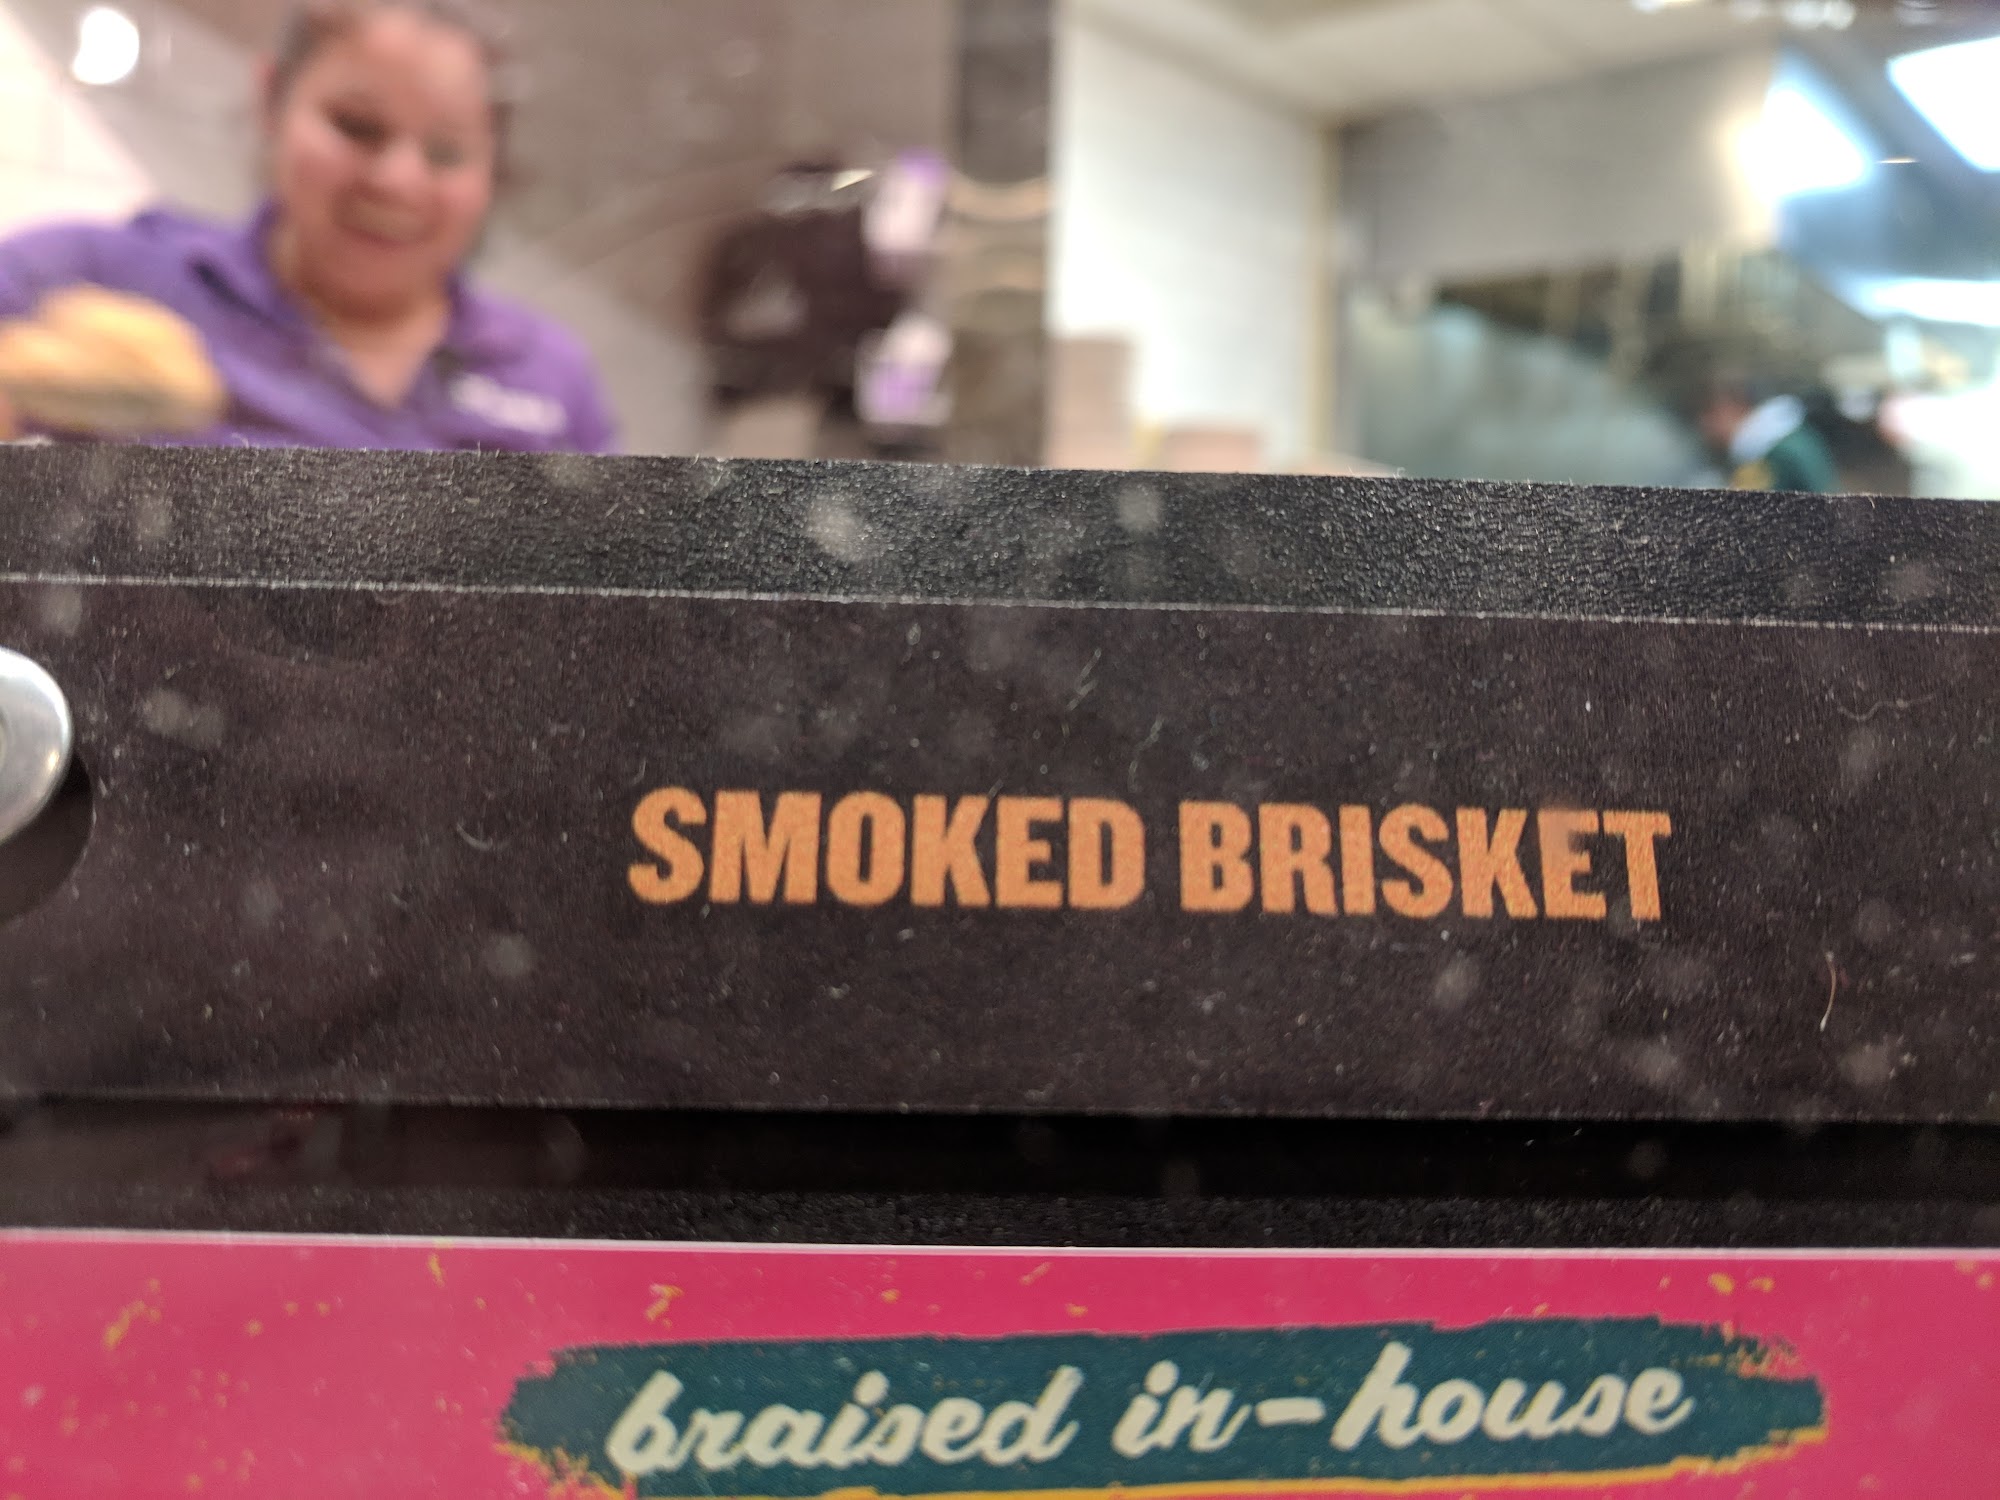 SMOKED BRISKET
braised in-house